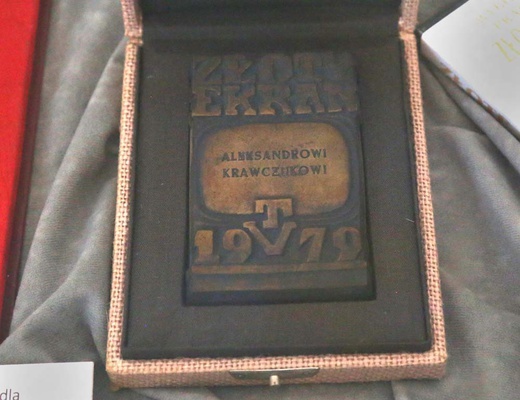 ZŁOTY
EKRAN
ALEKSANDROWI
KRAWCZUKOWI
TV
1979
dla